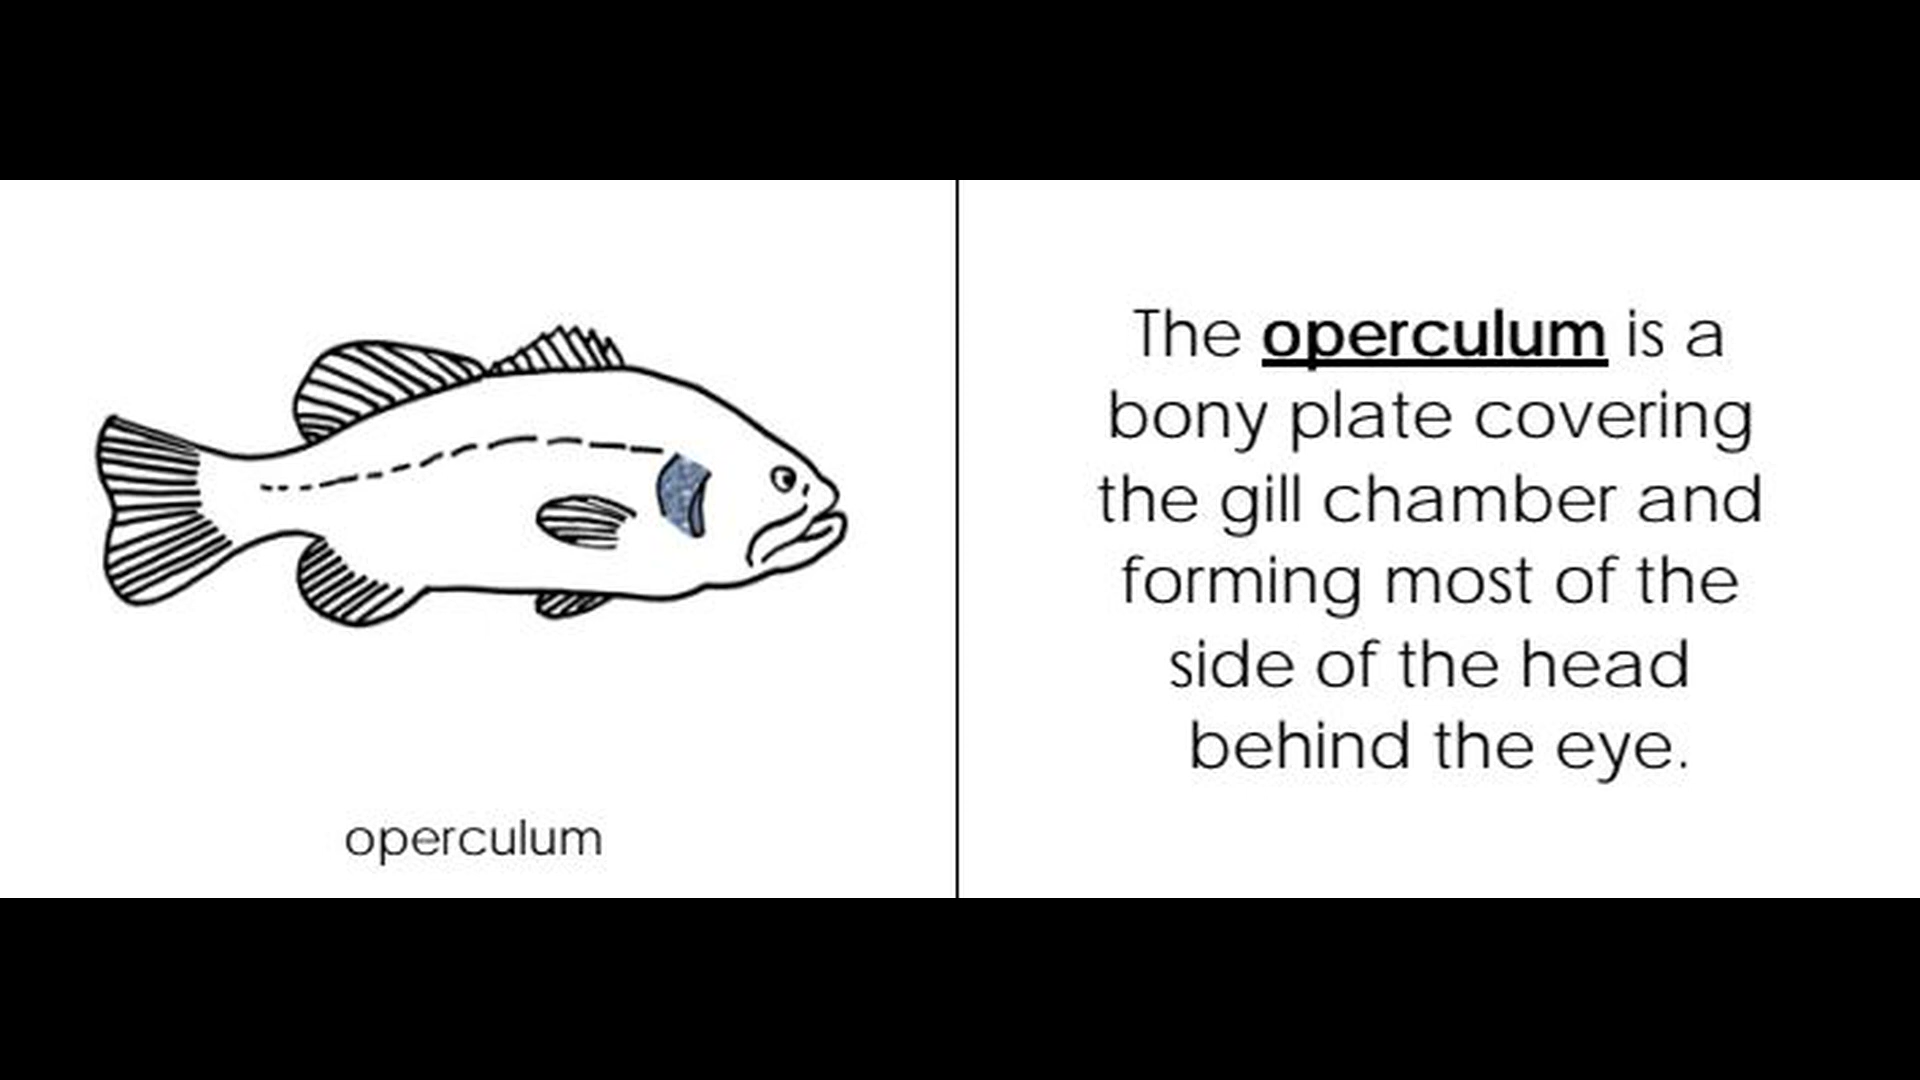 operculum
The operculum is a
bony plate covering
the gill chamber and
forming most of the
side of the head
behind the eye.